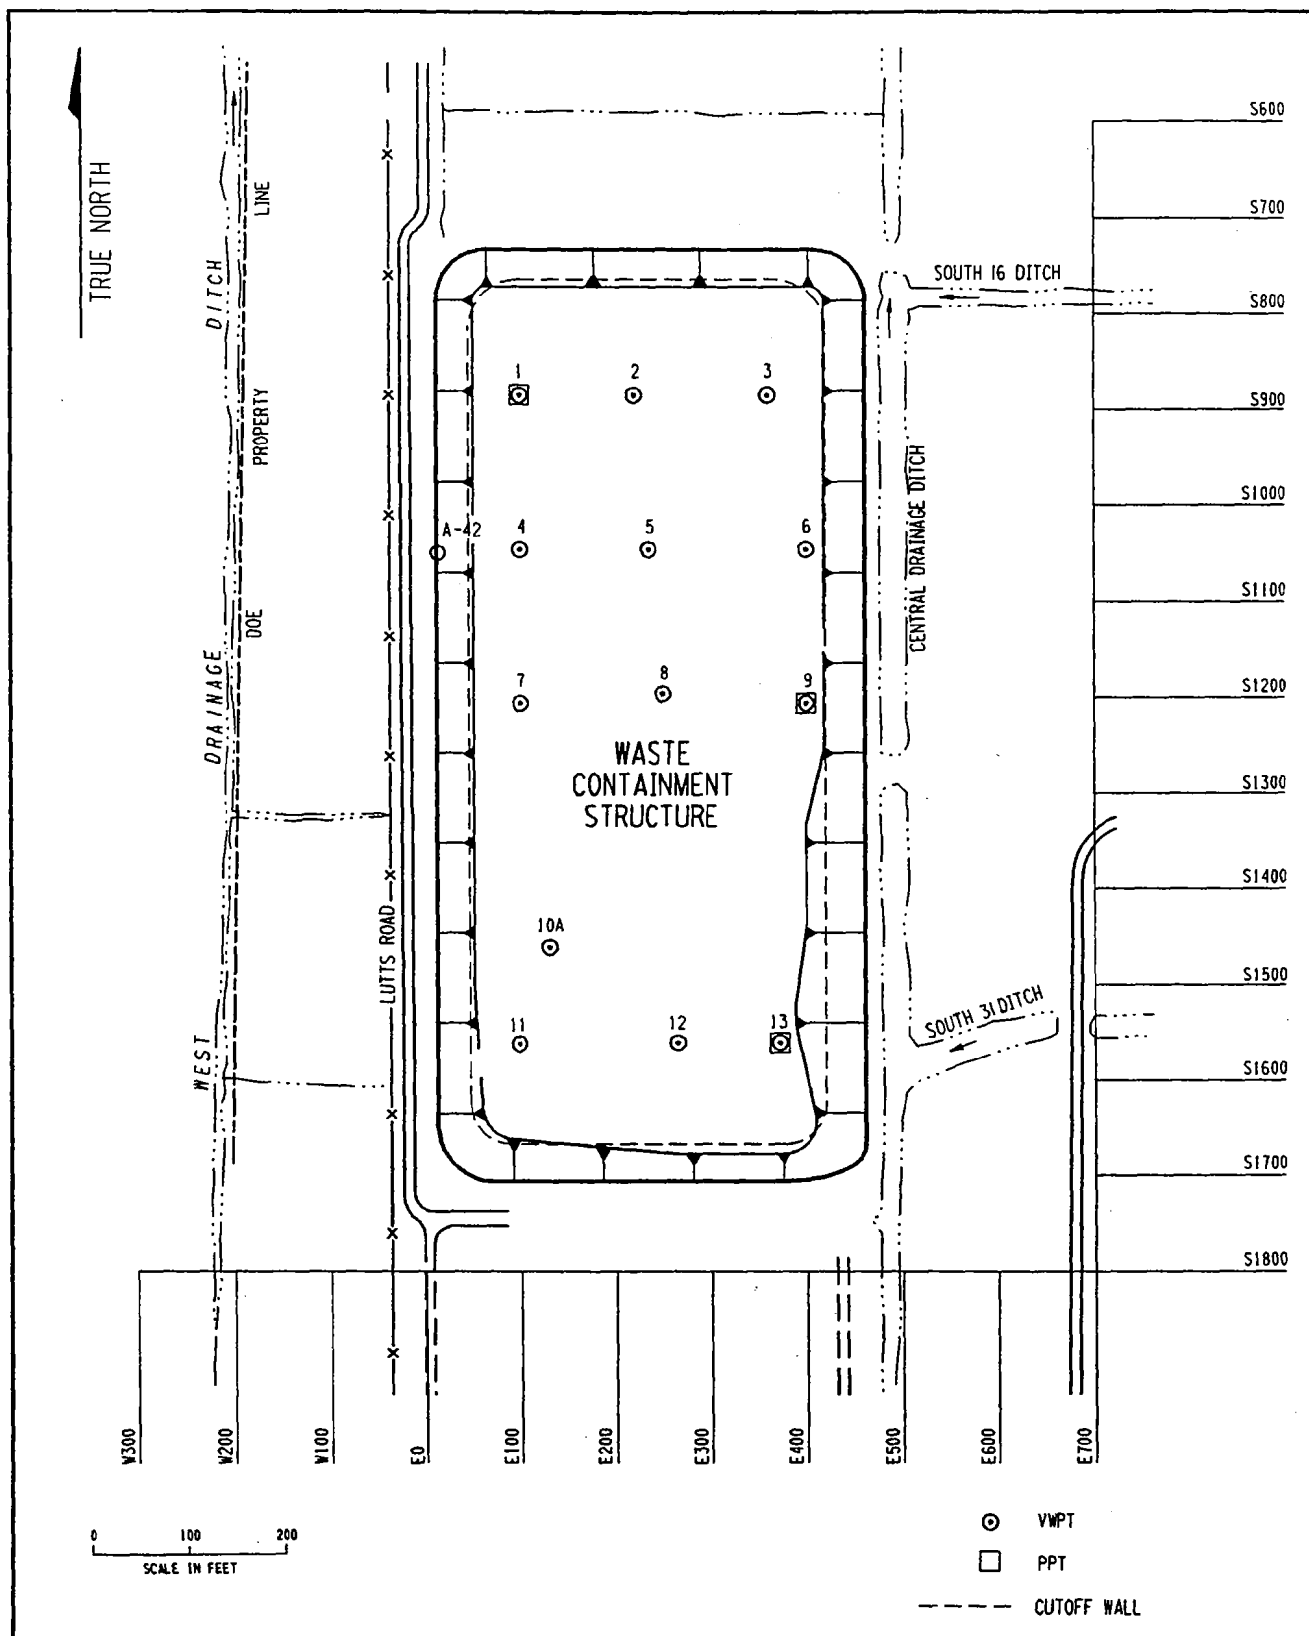 TRUE NORTH
LINE
DITCH
PROPERTY
DOE
DRAINAGE
WEST
LUTTS ROAD
S600
S700
SOUTH 16 DITCH
S800
S900
S1000
S1100
S1200
S1300
S1400
S1500
S1600
S1700
S1800
CENTRAL DRAINAGE DITCH
SOUTH 31 DITCH
1
2
3
A-42
4
5
6
7
8
9
WASTE
CONTAINMENT
STRUCTURE
10A
11
12
13
W300
W200
W100
E0
E100
E200
E300
E400
E500
E600
E700
0 100 200
SCALE IN FEET
VWPT
PPT
CUTOFF WALL